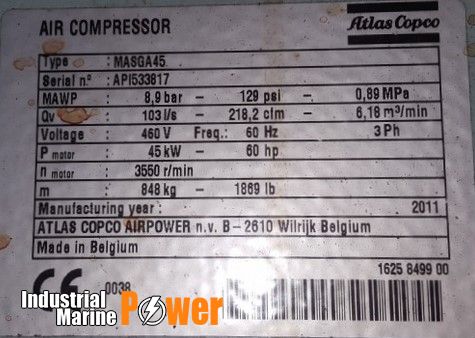 AIR COMPRESSOR Atlas Copco
Type : MASGA45
Serial n.º : API533817
MAWP : 8,9 bar – 129 psi – 0,89 MPa
Qv : 103 l/s – 218,2 cfm – 6,18 m³/min
Voltage : 460 V Freq.: 60 Hz 3 Ph
P motor : 45 kW – 60 hp
n motor : 3550 r/min
m : 848 kg – 1869 lb
Manufacturing year : 2011
ATLAS COPCO AIRPOWER n.v. B – 2610 Wilrijk Belgium
Made in Belgium
1625 8499 00
CE 0038
Industrial
Marine Power